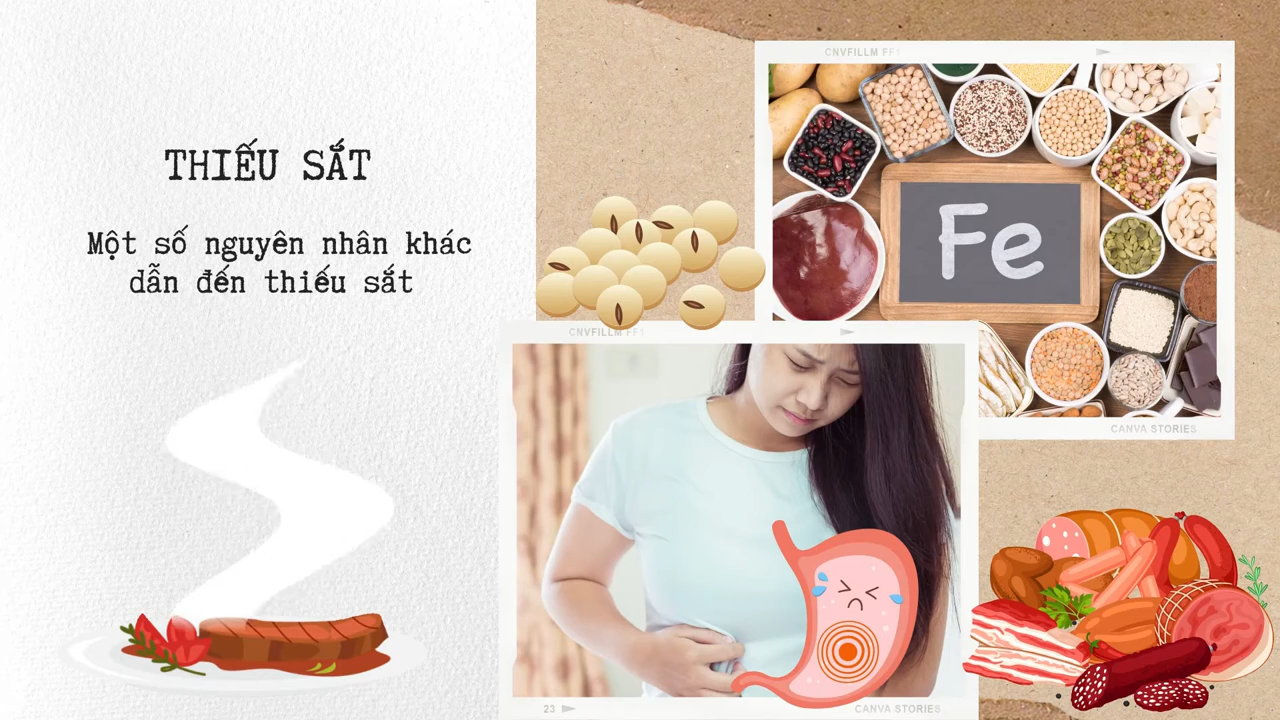 THIẾU SẮT
Một số nguyên nhân khác
dẫn đến thiếu sắt
CNVFILLM FF1
Fe
CANVA STORIES
CNVFILLM FF1
23
CANVA STORIES